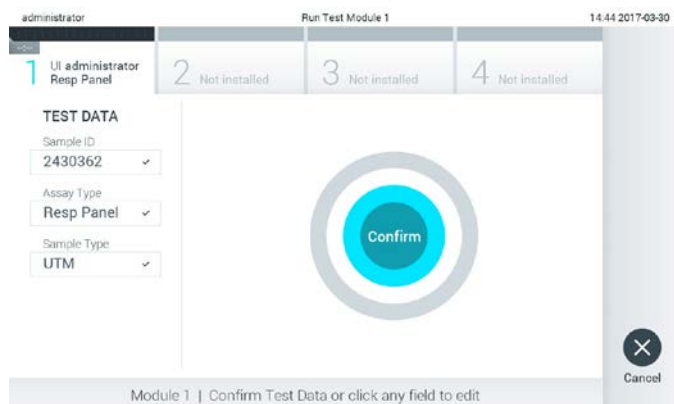 administrator Run Test Module 1 14:44 2017-03-30
1 UI administrator
Resp Panel
2 Not installed
3 Not installed
4 Not installed
TEST DATA
Sample ID
2430362
Assay Type
Resp Panel
Sample Type
UTM
Confirm
Cancel
Module 1 | Confirm Test Data or click any field to edit